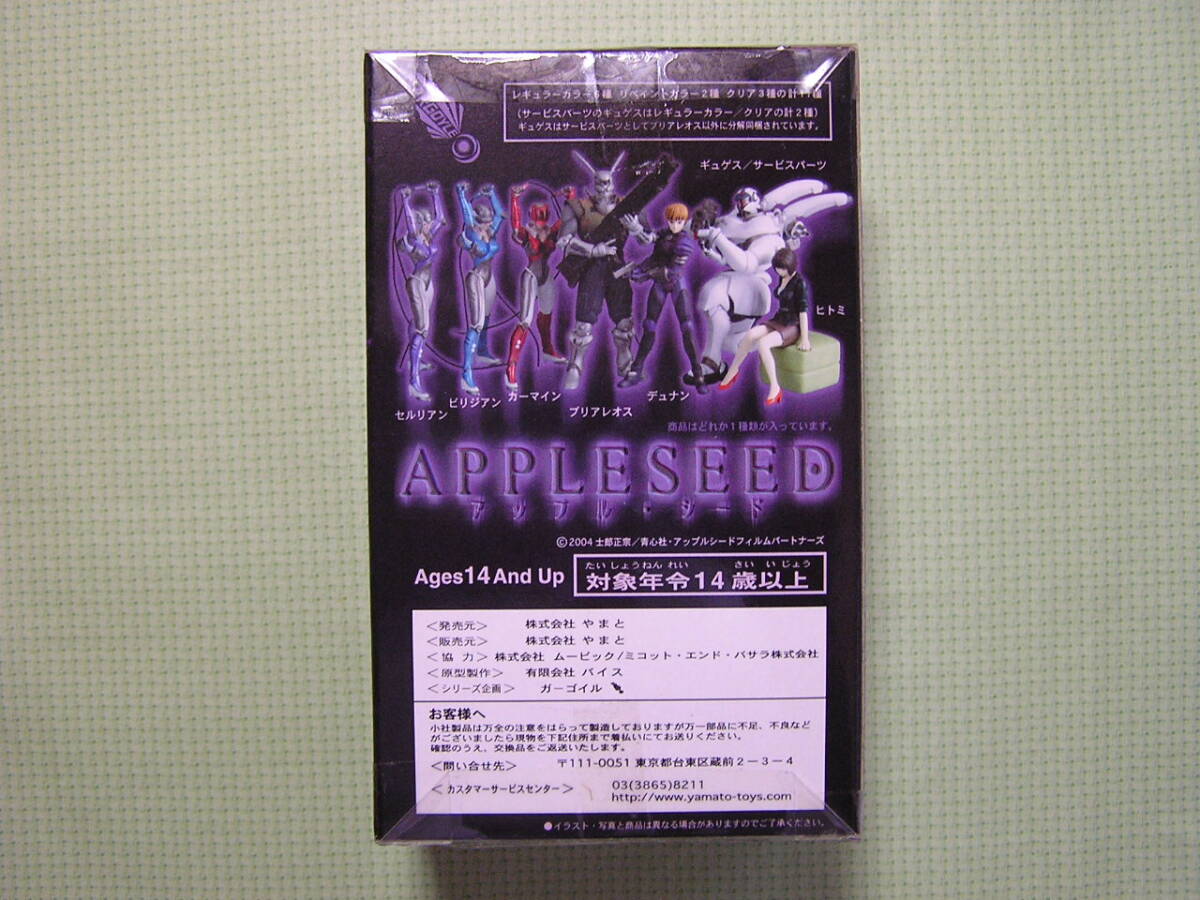 レギュラーカラー6種 リペイントカラー2種 クリア3種の計11種
(サービスパーツのギュゲスはレギュラーカラー/クリアの計2種)
ギュゲスはサービスパーツとしてブリアレオス以外に分解同梱されています。
ギュゲス/サービスパーツ
ヒトミ
デュナン
ブリアレオス
カーマイン
ビリジアン
セルリアン
商品はどれか1種類が入っています。
APPLESEED
アップル・シード
©2004 士郎正宗/青心社・アップルシードフィルムパートナーズ
Ages 14 And Up
たいしょうねんれい さい いじょう
対象年令14歳以上
<発売元> 株式会社 やまと
<販売元> 株式会社 やまと
<協 力> 株式会社 ムービック/ミコット・エンド・バサラ株式会社
<原型製作> 有限会社 バイス
<シリーズ企画> ガーゴイル
お客様へ
小社製品は万全の注意をはらって製造しておりますが万一部品に不足、不良など
がございましたら現物を下記住所まで着払いにてお送りください。
確認のうえ、交換品をご返送いたします。
<問い合せ先> 〒111-0051 東京都台東区蔵前2-3-4
<カスタマーサービスセンター> 03(3865)8211
http://www.yamato-toys.com
●イラスト・写真と商品は異なる場合がありますのでご了承ください。